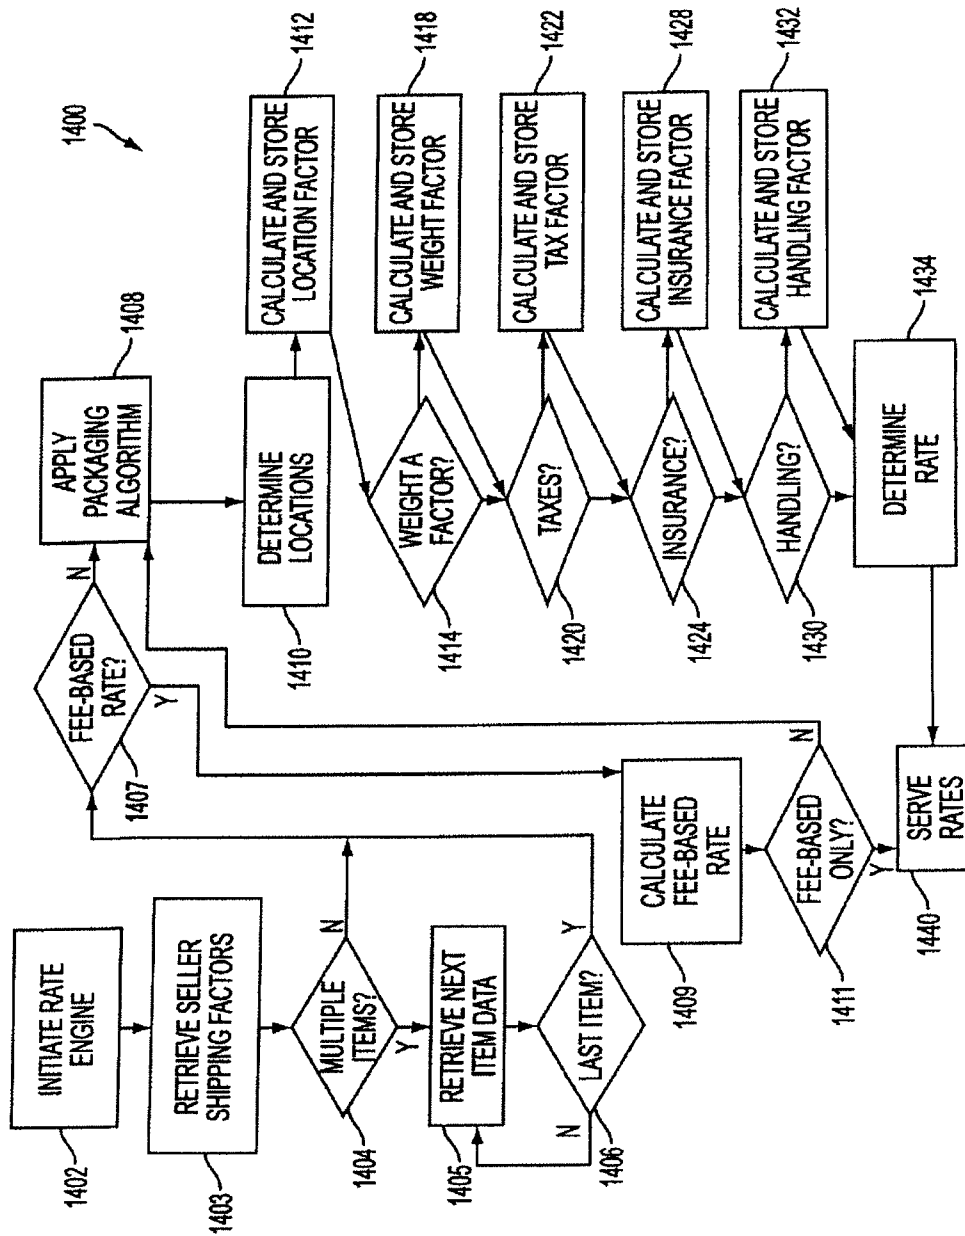 1400
1402
INITIATE RATE
ENGINE
1403
RETRIEVE SELLER
SHIPPING FACTORS
1404
MULTIPLE
ITEMS?
N
Y
1405
RETRIEVE NEXT
ITEM DATA
1406
LAST ITEM?
N
Y
1407
FEE-BASED
RATE?
N
Y
1409
CALCULATE
FEE-BASED
RATE
1411
FEE-BASED
ONLY?
N
Y
1440
SERVE
RATES
1408
APPLY
PACKAGING
ALGORITHM
1410
DETERMINE
LOCATIONS
1412
CALCULATE AND STORE
LOCATION FACTOR
1414
WEIGHT A
FACTOR?
1418
CALCULATE AND STORE
WEIGHT FACTOR
1420
TAXES?
1422
CALCULATE AND STORE
TAX FACTOR
1424
INSURANCE?
1428
CALCULATE AND STORE
INSURANCE FACTOR
1430
HANDLING?
1432
CALCULATE AND STORE
HANDLING FACTOR
1434
DETERMINE
RATE